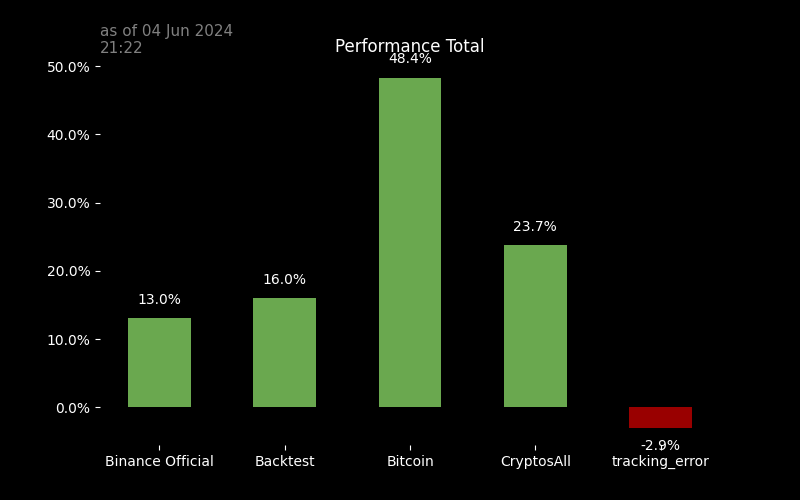 as of 04 Jun 2024
21:22
Performance Total
50.0%
40.0%
30.0%
20.0%
10.0%
0.0%
13.0%
16.0%
48.4%
23.7%
-2.9%
Binance Official
Backtest
Bitcoin
CryptosAll
tracking_error